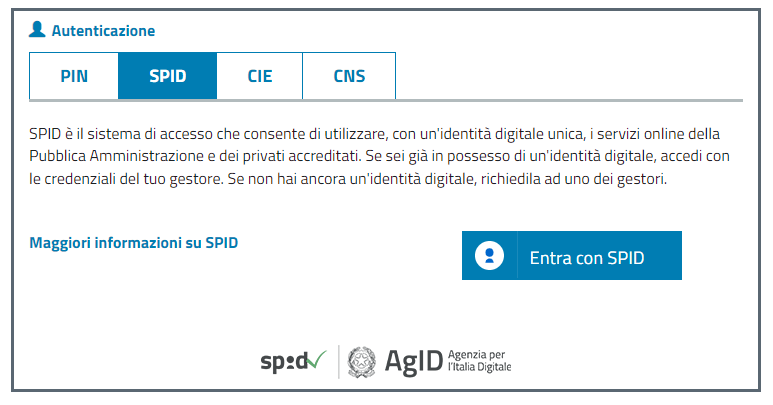 Autenticazione
PIN SPID CIE CNS
SPID è il sistema di accesso che consente di utilizzare, con un'identità digitale unica, i servizi online della
Pubblica Amministrazione e dei privati accreditati. Se sei già in possesso di un'identità digitale, accedi con
le credenziali del tuo gestore. Se non hai ancora un'identità digitale, richiedila ad uno dei gestori.
Maggiori informazioni su SPID
Entra con SPID
spid
AgID Agenzia per
l'Italia Digitale